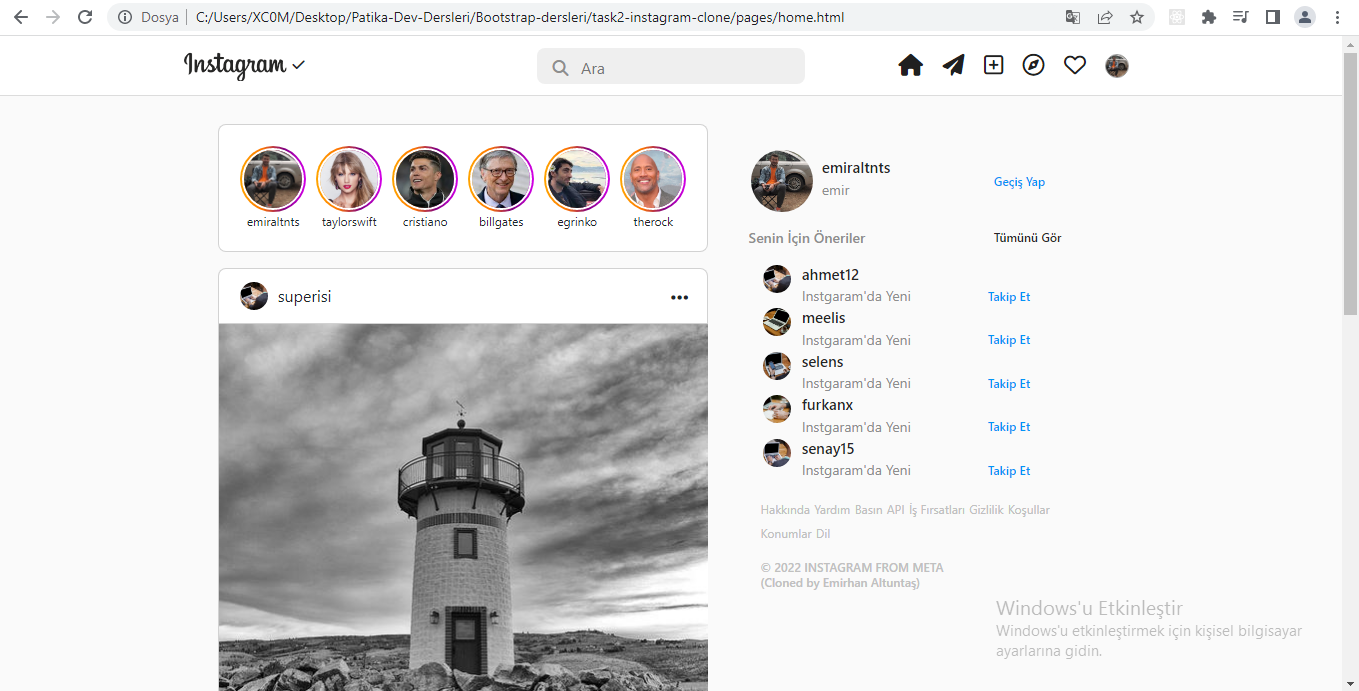 Dosya | C:/Users/XC0M/Desktop/Patika-Dev-Dersleri/Bootstrap-dersleri/task2-instagram-clone/pages/home.html
Instagram
Ara
emiraltnts
taylorswift
cristiano
billgates
egrinko
therock
superisi
emiraltnts
emir
Geçiş Yap
Senin İçin Öneriler
Tümünü Gör
ahmet12
Instgaram'da Yeni
Takip Et
meelis
Instgaram'da Yeni
Takip Et
selens
Instgaram'da Yeni
Takip Et
furkanx
Instgaram'da Yeni
Takip Et
senay15
Instgaram'da Yeni
Takip Et
Hakkında Yardım Basın API İş Fırsatları Gizlilik Koşullar
Konumlar Dil
© 2022 INSTAGRAM FROM META
(Cloned by Emirhan Altuntaş)
Windows'u Etkinleştir
Windows'u etkinleştirmek için kişisel bilgisayar
ayarlarına gidin.